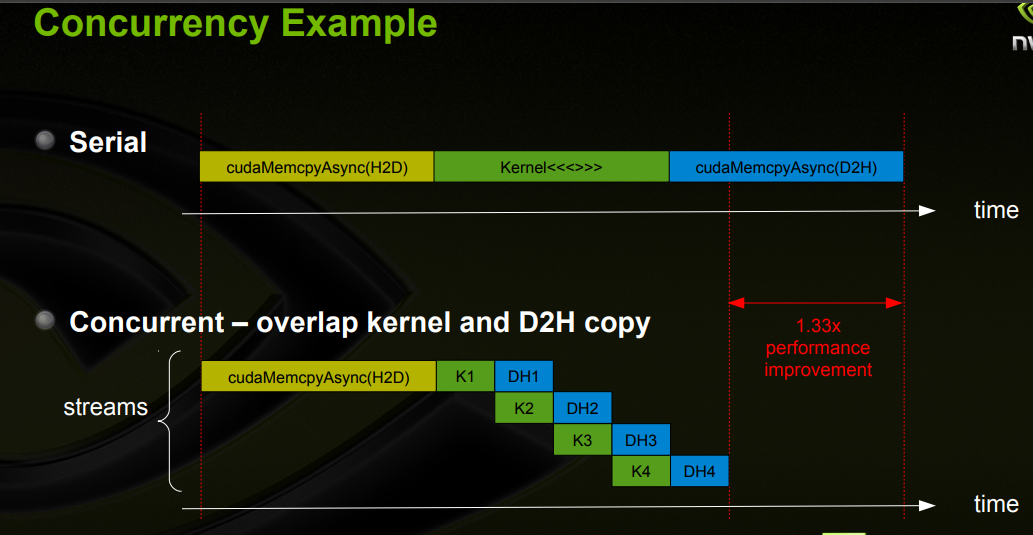 Concurrency Example
Serial
cudaMemcpyAsync(H2D)
Kernel<<<>>>
cudaMemcpyAsync(D2H)
time
Concurrent – overlap kernel and D2H copy
1.33x
performance
improvement
streams
cudaMemcpyAsync(H2D)
K1
DH1
K2
DH2
K3
DH3
K4
DH4
time